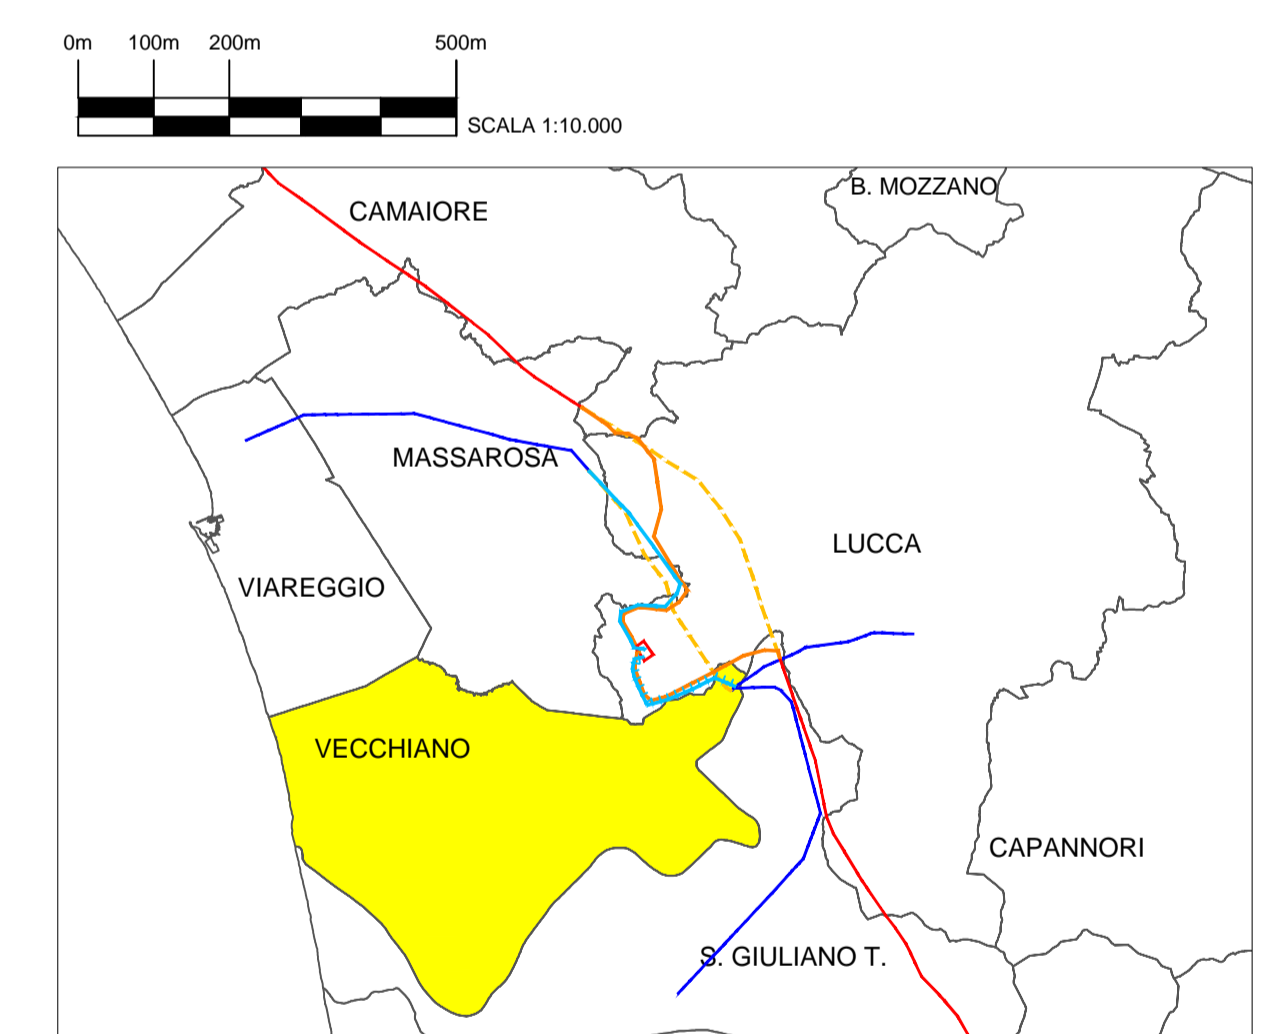 0m 100m 200m 500m
SCALA 1:10.000
B. MOZZANO
CAMAIORE
MASSAROSA
LUCCA
VIAREGGIO
VECCHIANO
CAPANNORI
S. GIULIANO T.